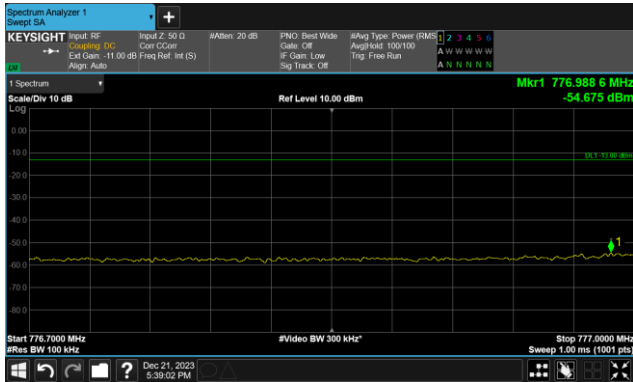 Spectrum Analyzer 1
Swept SA
+
KEYSIGHT
Input: RF
Coupling: DC
Ext Gain: -11.00 dB
Align: Auto
Input Z: 50 Ω
Corr CCorr
Freq Ref: Int (S)
#Atten: 20 dB
PNO: Best Wide
Gate: Off
IF Gain: Low
Sig Track: Off
#Avg Type: Power (RMS
Avg|Hold: 100/100
Trig: Free Run
1 2 3 4 5 6
A W W W W W
A N N N N N
1 Spectrum
Scale/Div 10 dB
Ref Level 10.00 dBm
Mkr1 776.988 6 MHz
-54.675 dBm
Log
0.00
-10.0
DL1 -13.00 dBm
-20.0
-30.0
-40.0
-50.0
1
-60.0
-70.0
-80.0
Start 776.7000 MHz
#Res BW 100 kHz
#Video BW 300 kHz*
Stop 777.0000 MHz
Sweep 1.00 ms (1001 pts)
?
Dec 21, 2023
5:39:02 PM